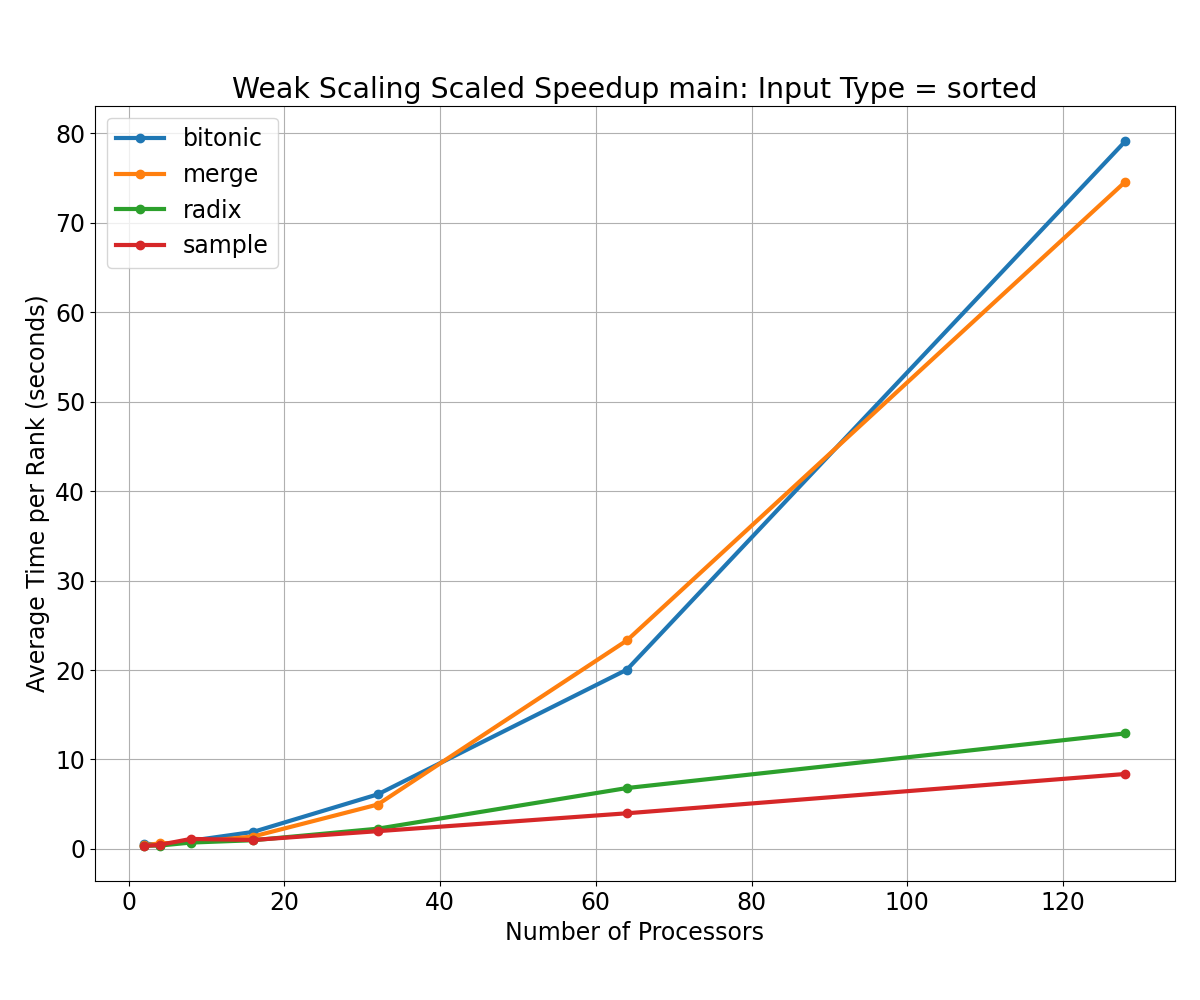 Weak Scaling Scaled Speedup main: Input Type = sorted
bitonic
merge
radix
sample
Average Time per Rank (seconds)
80
70
60
50
40
30
20
10
0
0 20 40 60 80 100 120
Number of Processors